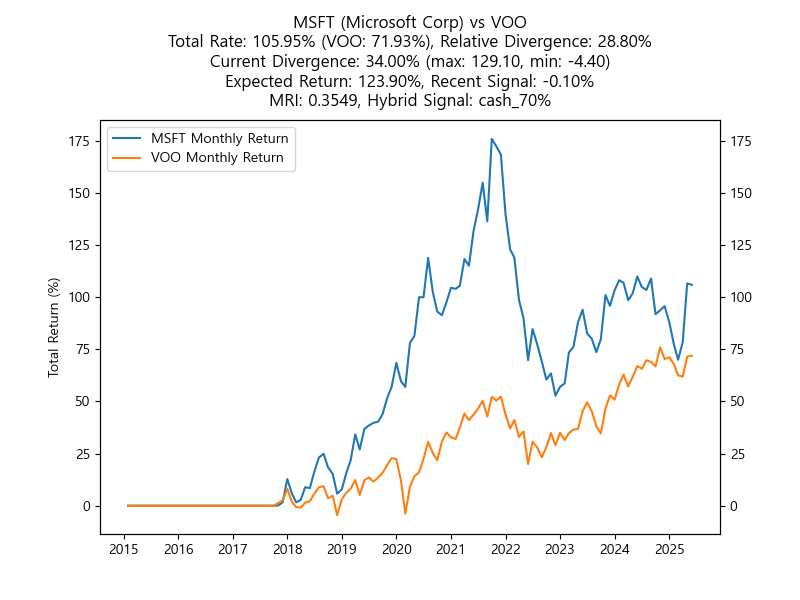 MSFT (Microsoft Corp) vs VOO
Total Rate: 105.95% (VOO: 71.93%), Relative Divergence: 28.80%
Current Divergence: 34.00% (max: 129.10, min: -4.40)
Expected Return: 123.90%, Recent Signal: -0.10%
MRI: 0.3549, Hybrid Signal: cash_70%
MSFT Monthly Return
VOO Monthly Return
Total Return (%)
175 175
150 150
125 125
100 100
75 75
50 50
25 25
0 0
2015 2016 2017 2018 2019 2020 2021 2022 2023 2024 2025